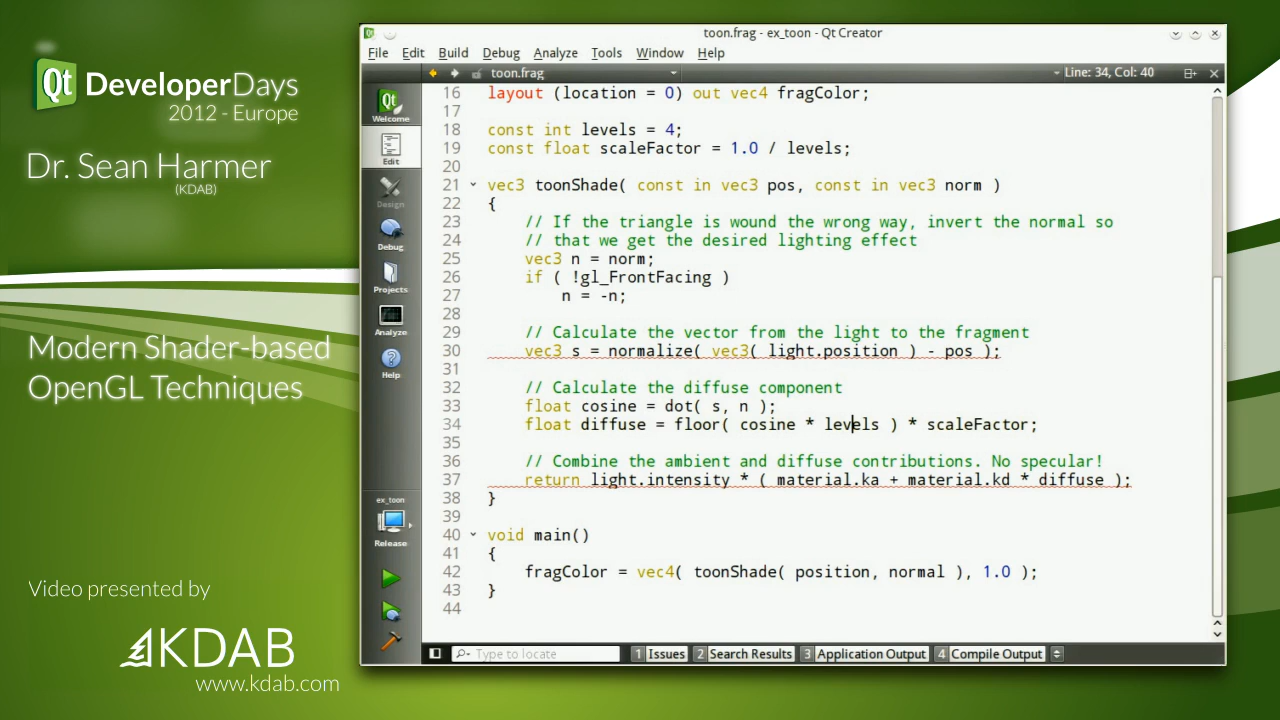 Qt DeveloperDays
2012 - Europe
Dr. Sean Harmer
(KDAB)
Modern Shader-based
OpenGL Techniques
Video presented by
KDAB
www.kdab.com
toon.frag - ex_toon - Qt Creator
File Edit Build Debug Analyze Tools Window Help
toon.frag Line: 34, Col: 40
Qt
Welcome
Edit
Design
Debug
Projects
Analyze
Help
ex_toon
Release
16 layout (location = 0) out vec4 fragColor;
17
18 const int levels = 4;
19 const float scaleFactor = 1.0 / levels;
20
21 vec3 toonShade( const in vec3 pos, const in vec3 norm )
22 {
23     // If the triangle is wound the wrong way, invert the normal so
24     // that we get the desired lighting effect
25     vec3 n = norm;
26     if ( !gl_FrontFacing )
27         n = -n;
28
29     // Calculate the vector from the light to the fragment
30     vec3 s = normalize( vec3( light.position ) - pos );
31
32     // Calculate the diffuse component
33     float cosine = dot( s, n );
34     float diffuse = floor( cosine * levels ) * scaleFactor;
35
36     // Combine the ambient and diffuse contributions. No specular!
37     return light.intensity * ( material.ka + material.kd * diffuse );
38 }
39
40 void main()
41 {
42     fragColor = vec4( toonShade( position, normal ), 1.0 );
43 }
44
Type to locate 1 Issues 2 Search Results 3 Application Output 4 Compile Output